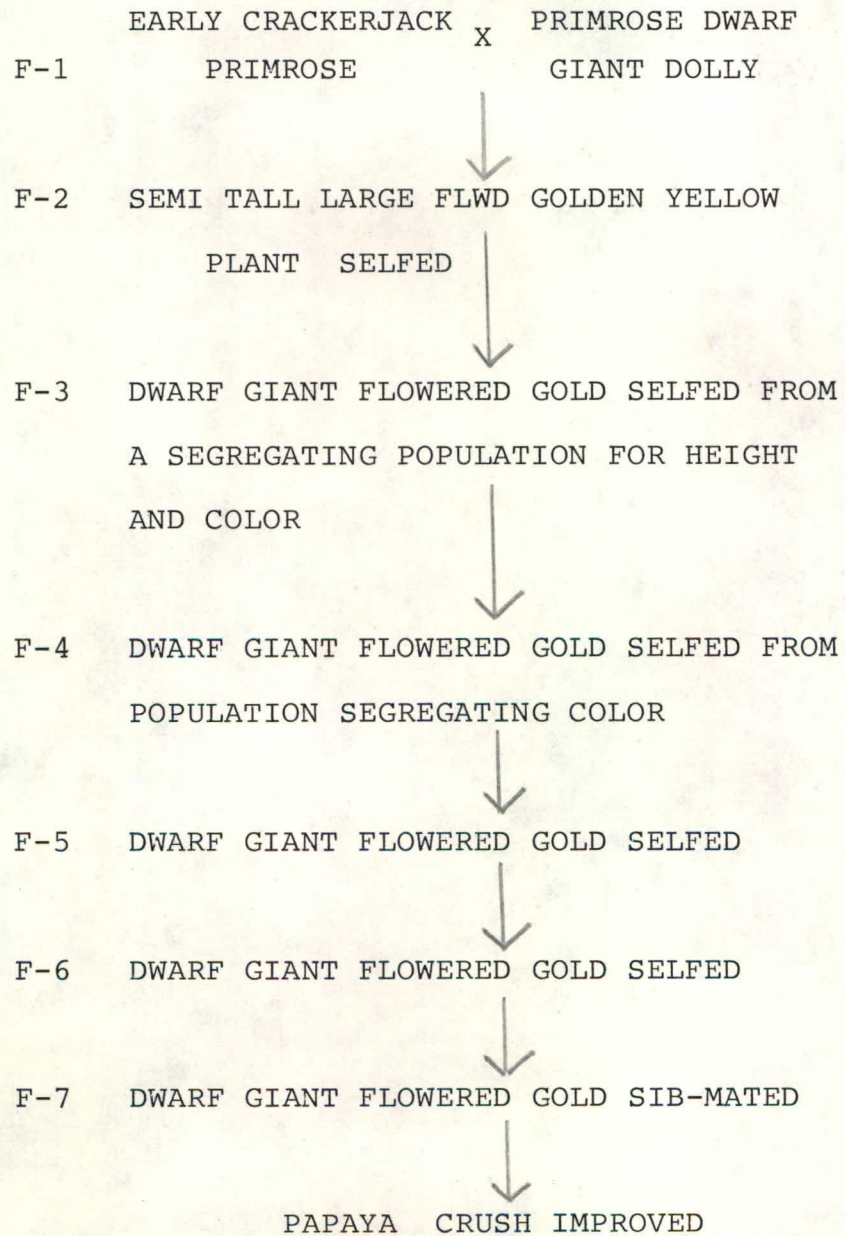 EARLY CRACKERJACK X PRIMROSE DWARF
F-1 PRIMROSE GIANT DOLLY
F-2 SEMI TALL LARGE FLWD GOLDEN YELLOW
PLANT SELFED
F-3 DWARF GIANT FLOWERED GOLD SELFED FROM
A SEGREGATING POPULATION FOR HEIGHT
AND COLOR
F-4 DWARF GIANT FLOWERED GOLD SELFED FROM
POPULATION SEGREGATING COLOR
F-5 DWARF GIANT FLOWERED GOLD SELFED
F-6 DWARF GIANT FLOWERED GOLD SELFED
F-7 DWARF GIANT FLOWERED GOLD SIB-MATED
PAPAYA CRUSH IMPROVED